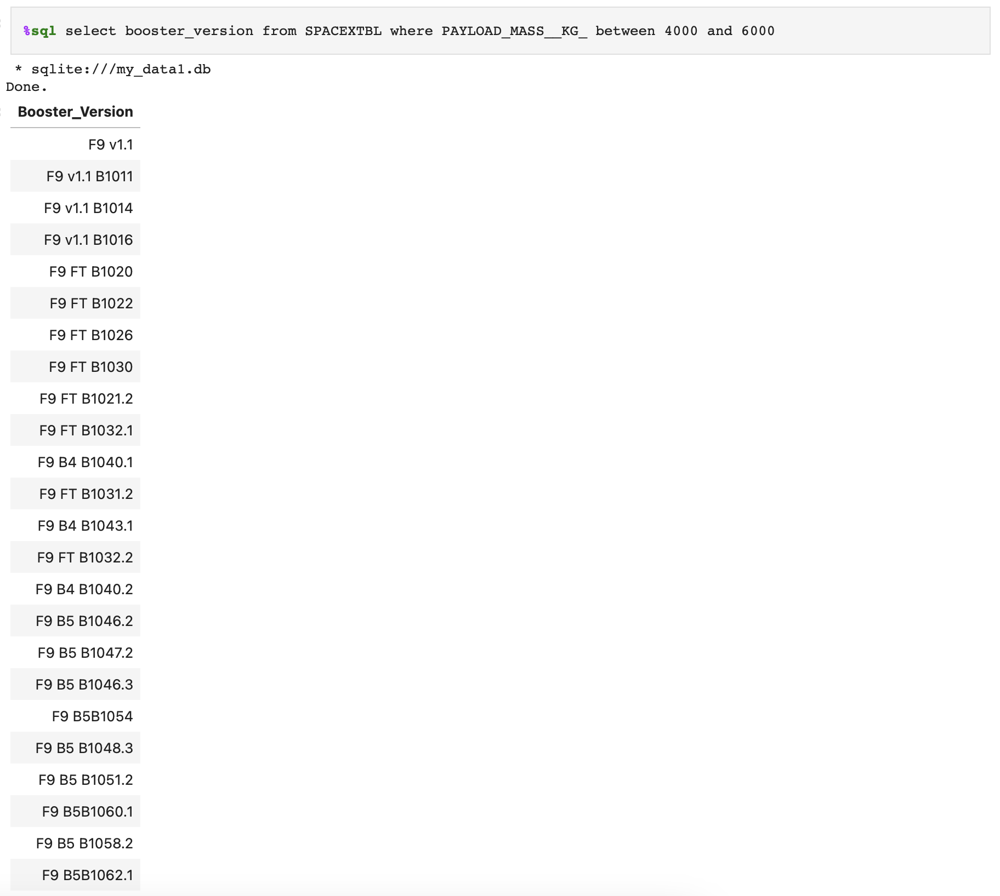 %sql select booster_version from SPACEXTBL where PAYLOAD_MASS__KG_ between 4000 and 6000
* sqlite:///my_data1.db
Done.
Booster_Version
F9 v1.1
F9 v1.1 B1011
F9 v1.1 B1014
F9 v1.1 B1016
F9 FT B1020
F9 FT B1022
F9 FT B1026
F9 FT B1030
F9 FT B1021.2
F9 FT B1032.1
F9 B4 B1040.1
F9 FT B1031.2
F9 B4 B1043.1
F9 FT B1032.2
F9 B4 B1040.2
F9 B5 B1046.2
F9 B5 B1047.2
F9 B5 B1046.3
F9 B5B1054
F9 B5 B1048.3
F9 B5 B1051.2
F9 B5B1060.1
F9 B5 B1058.2
F9 B5B1062.1